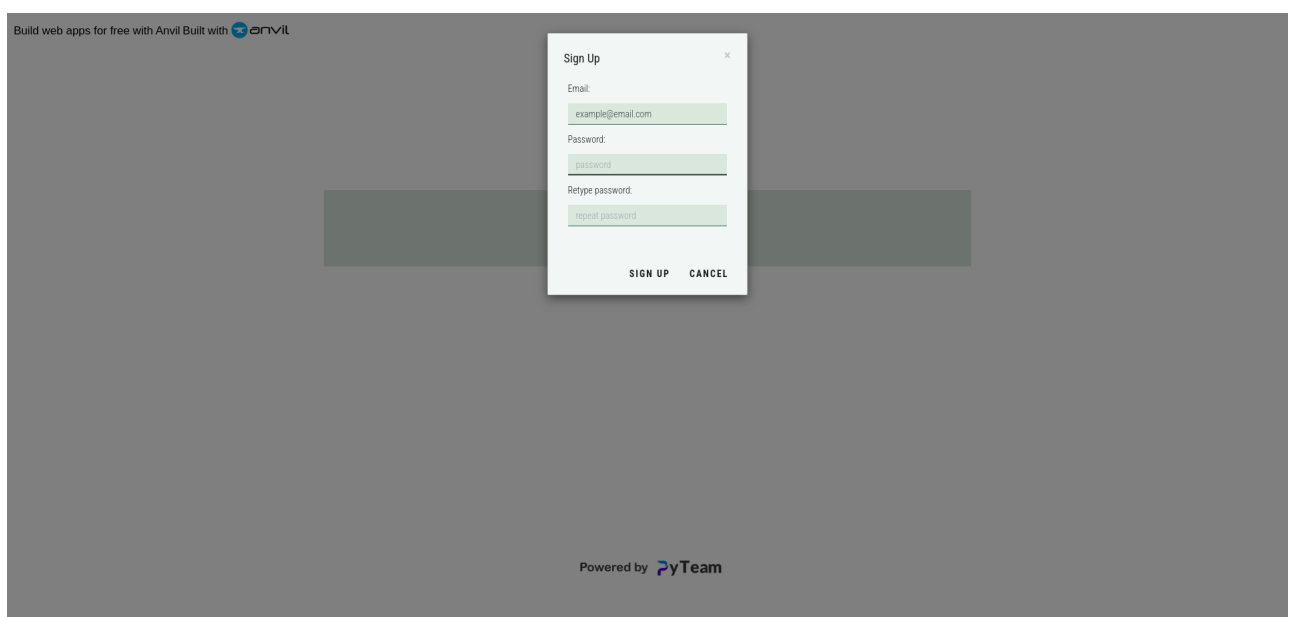 Build web apps for free with Anvil Built with anvil
Sign Up ×
Email:
example@email.com
Password:
password
Retype password:
repeat password
SIGN UP CANCEL
Powered by PyTeam